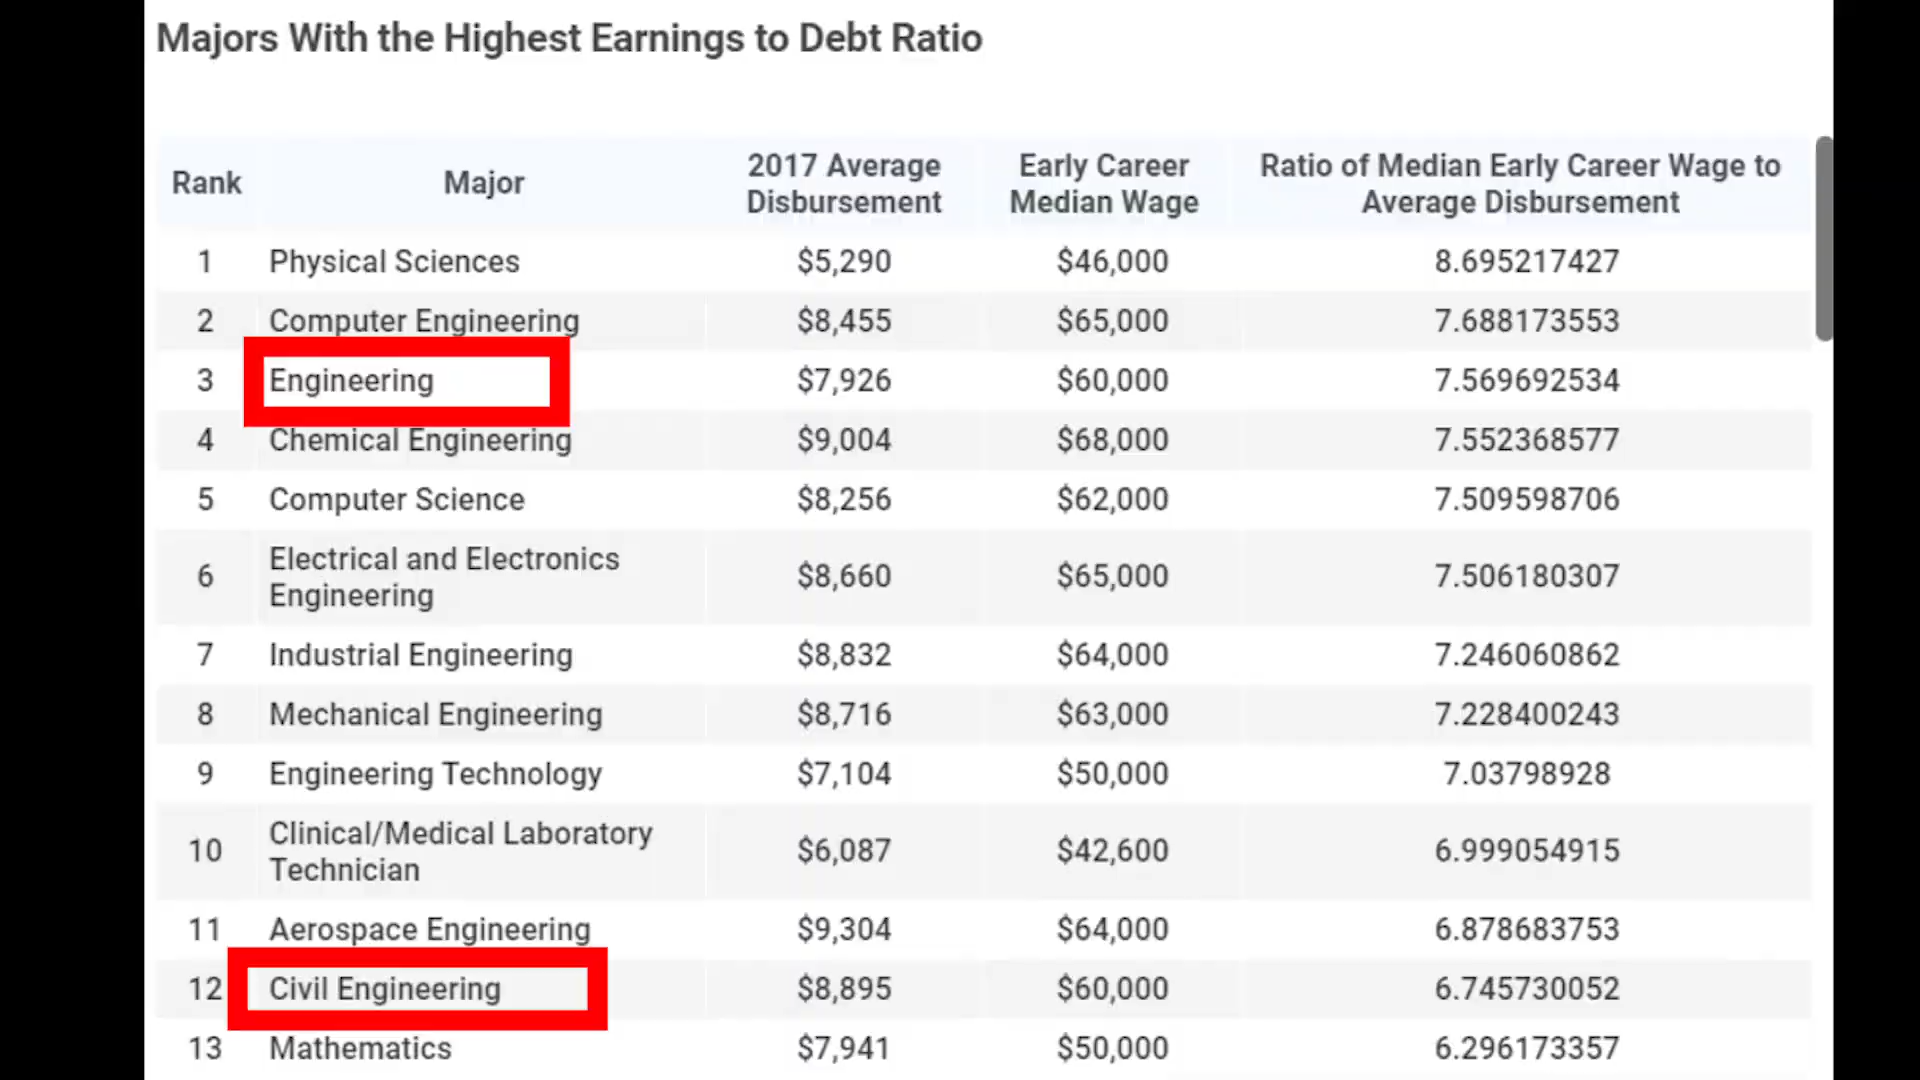 Majors With the Highest Earnings to Debt Ratio
Rank Major 2017 Average Disbursement Early Career Median Wage Ratio of Median Early Career Wage to Average Disbursement
1 Physical Sciences $5,290 $46,000 8.695217427
2 Computer Engineering $8,455 $65,000 7.688173553
3 Engineering $7,926 $60,000 7.569692534
4 Chemical Engineering $9,004 $68,000 7.552368577
5 Computer Science $8,256 $62,000 7.509598706
6 Electrical and Electronics Engineering $8,660 $65,000 7.506180307
7 Industrial Engineering $8,832 $64,000 7.246060862
8 Mechanical Engineering $8,716 $63,000 7.228400243
9 Engineering Technology $7,104 $50,000 7.03798928
10 Clinical/Medical Laboratory Technician $6,087 $42,600 6.999054915
11 Aerospace Engineering $9,304 $64,000 6.878683753
12 Civil Engineering $8,895 $60,000 6.745730052
13 Mathematics $7,941 $50,000 6.296173357